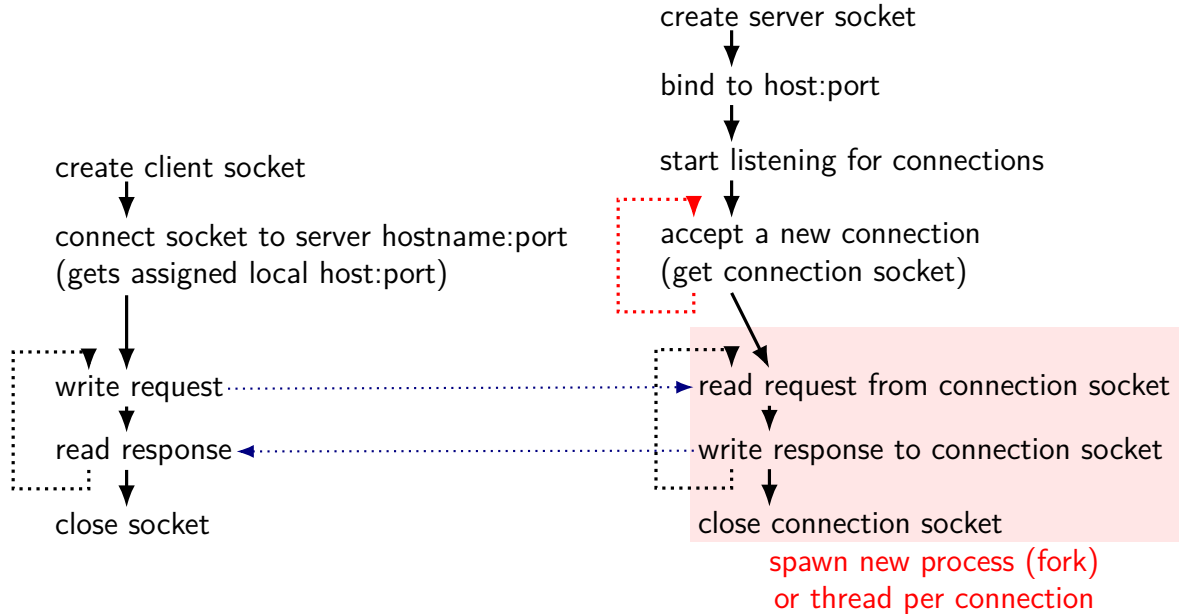 create server socket
bind to host:port
start listening for connections
accept a new connection
(get connection socket)
read request from connection socket
write response to connection socket
close connection socket
spawn new process (fork)
or thread per connection
create client socket
connect socket to server hostname:port
(gets assigned local host:port)
write request
read response
close socket